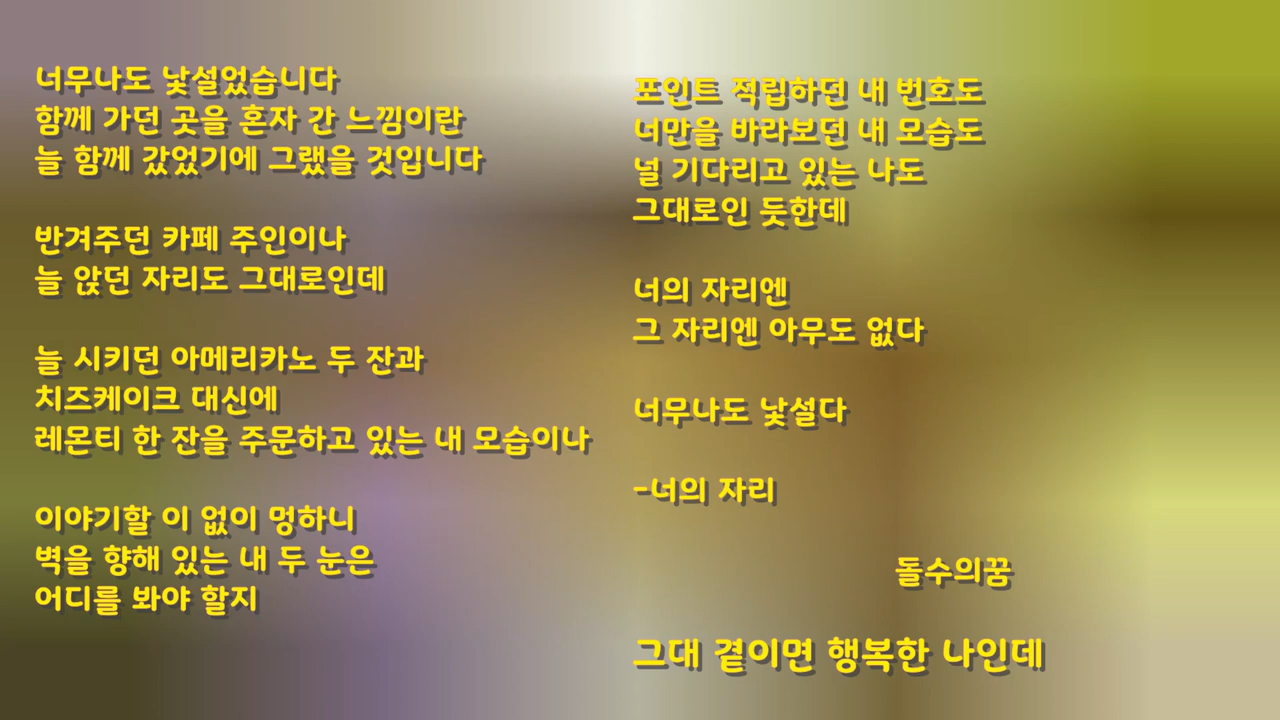 너무나도 낯설었습니다
함께 가던 곳을 혼자 간 느낌이란
늘 함께 갔었기에 그랬을 것입니다
반겨주던 카페 주인이나
늘 앉던 자리도 그대로인데
늘 시키던 아메리카노 두 잔과
치즈케이크 대신에
레몬티 한 잔을 주문하고 있는 내 모습이나
이야기할 이 없이 멍하니
벽을 향해 있는 내 두 눈은
어디를 봐야 할지
포인트 적립하던 내 번호도
너만을 바라보던 내 모습도
널 기다리고 있는 나도
그대로인 듯한데
너의 자리엔
그 자리엔 아무도 없다
너무나도 낯설다
-너의 자리
돌수의꿈
그대 곁이면 행복한 나인데